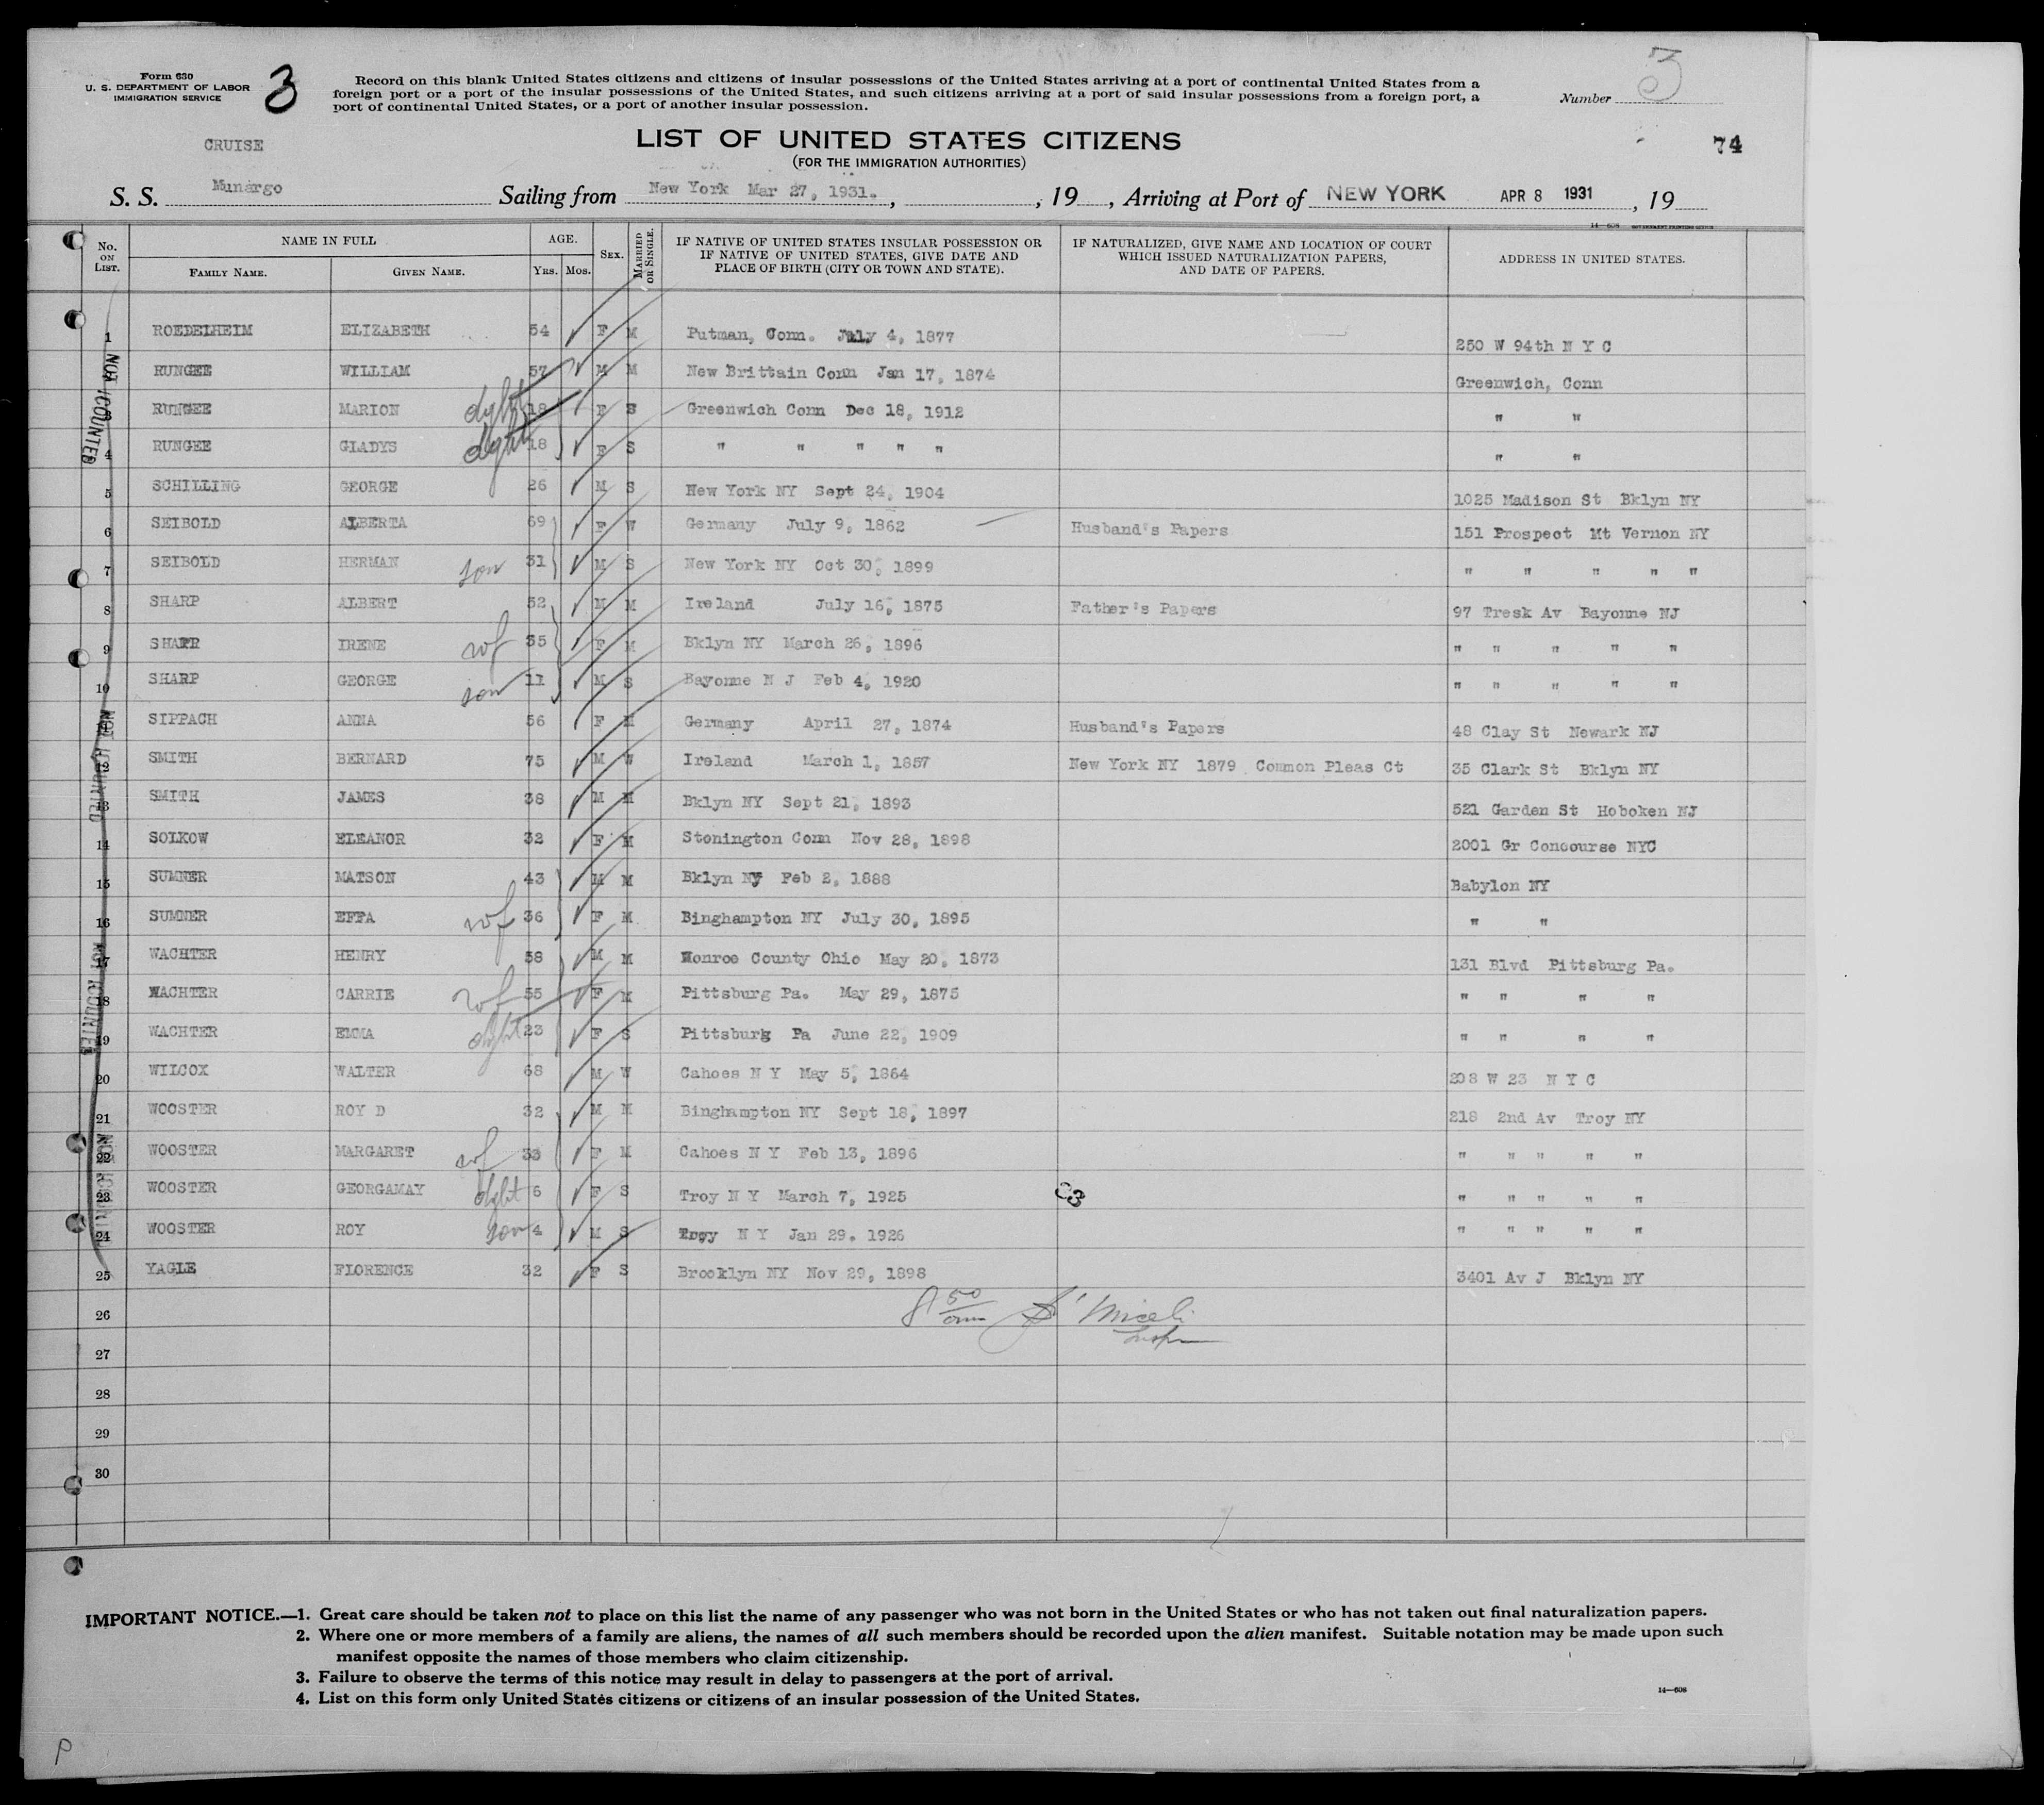 Form 630
U. S. DEPARTMENT OF LABOR
IMMIGRATION SERVICE
3
Record on this blank United States citizens and citizens of insular possessions of the United States arriving at a port of continental United States from a
foreign port or a port of the insular possessions of the United States, and such citizens arriving at a port of said insular possessions from a foreign port, a
port of continental United States, or a port of another insular possession.
Number 3
LIST OF UNITED STATES CITIZENS
(FOR THE IMMIGRATION AUTHORITIES)
74
CRUISE
S. S. Munargo Sailing from New York Mar 27, 1931. , , 19 , Arriving at Port of NEW YORK APR 8 1931 , 19
14—608 GOVERNMENT PRINTING OFFICE
No. ON LIST. NAME IN FULL FAMILY NAME. GIVEN NAME. AGE. YRS. MOS. SEX. MARRIED OR SINGLE. IF NATIVE OF UNITED STATES INSULAR POSSESSION OR IF NATIVE OF UNITED STATES, GIVE DATE AND PLACE OF BIRTH (CITY OR TOWN AND STATE). IF NATURALIZED, GIVE NAME AND LOCATION OF COURT WHICH ISSUED NATURALIZATION PAPERS, AND DATE OF PAPERS. ADDRESS IN UNITED STATES.
1 ROEDELHEIM ELIZABETH 54 F M Putman, Conn. July 4, 1877 250 W 94th N Y C
RUNGEE WILLIAM 57 M M New Brittain Conn Jan 17, 1874 Greenwich, Conn
3 RUNGEE MARION dght 18 F S Greenwich Conn Dec 18, 1912 " "
4 RUNGEE GLADYS dght 18 F S " " " " " " "
5 SCHILLING GEORGE 26 M S New York NY Sept 24, 1904 1025 Madison St Bklyn NY
6 SEIBOLD ALBERTA 69 F W Germany July 9, 1862 Husband's Papers 151 Prospect Mt Vernon NY
7 SEIBOLD HERMAN son 31 M S New York NY Oct 30, 1899 " " " " "
8 SHARP ALBERT 52 M M Ireland July 16, 1875 Father's Papers 97 Tresk Av Bayonne NJ
9 SHARP IRENE wf 35 F M Bklyn NY March 26, 1896 " " " " "
10 SHARP GEORGE son 11 M S Bayonne N J Feb 4, 1920 " " " " "
SIPPACH ANNA 56 F M Germany April 27, 1874 Husband's Papers 48 Clay St Newark NJ
12 SMITH BERNARD 75 M W Ireland March 1, 1857 New York NY 1879 Common Pleas Ct 35 Clark St Bklyn NY
13 SMITH JAMES 38 M M Bklyn NY Sept 21, 1893 521 Garden St Hoboken NJ
14 SOLKOW ELEANOR 32 F M Stonington Conn Nov 28, 1898 2001 Gr Concourse NYC
15 SUMNER MATSON 43 M M Bklyn NY Feb 2, 1888 Babylon NY
16 SUMNER EFFA wf 36 F M Binghampton NY July 30, 1895 " "
17 WACHTER HENRY 58 M M Monroe County Ohio May 20, 1873 131 Blvd Pittsburg Pa.
18 WACHTER CARRIE wf 55 F M Pittsburg Pa. May 29, 1875 " " " "
19 WACHTER EMMA dght 23 F S Pittsburg Pa June 22, 1909 " " " "
20 WILCOX WALTER 68 M W Cahoes N Y May 5, 1864 208 W 23 N Y C
21 WOOSTER ROY D 32 M M Binghampton NY Sept 18, 1897 218 2nd Av Troy NY
22 WOOSTER MARGARET wf 33 F M Cahoes N Y Feb 13, 1896 " " " " "
23 WOOSTER GEORGAMAY dght 6 F S Troy N Y March 7, 1925 " " " " "
24 WOOSTER ROY son 4 M S Troy N Y Jan 29. 1926 " " " " "
25 YAGLE FLORENCE 32 F S Brooklyn NY Nov 29, 1898 3401 Av J Bklyn NY
NOT COUNTED
NOT COUNTED
NOT COUNTED
NOT COUNTED
26 Miceli
Insp
27
28
29
30
IMPORTANT NOTICE.—1. Great care should be taken not to place on this list the name of any passenger who was not born in the United States or who has not taken out final naturalization papers.
2. Where one or more members of a family are aliens, the names of all such members should be recorded upon the alien manifest. Suitable notation may be made upon such
manifest opposite the names of those members who claim citizenship.
3. Failure to observe the terms of this notice may result in delay to passengers at the port of arrival.
4. List on this form only United States citizens or citizens of an insular possession of the United States.
14—608
P